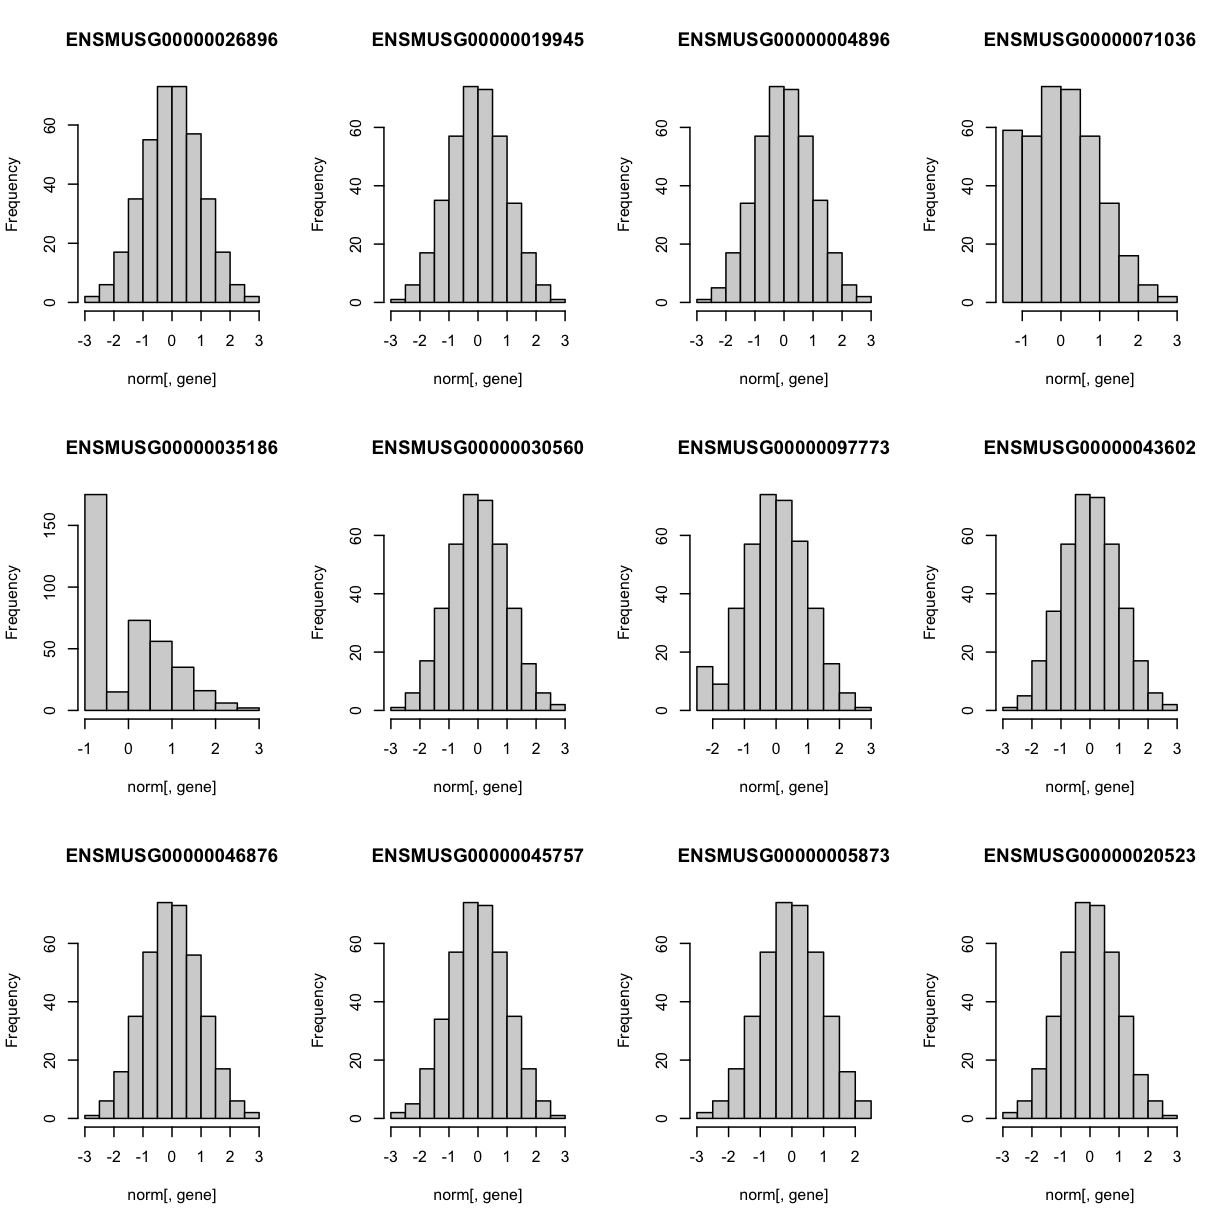 ENSMUSG00000026896
Frequency
0 20 40 60
-3 -2 -1 0 1 2 3
norm[, gene]
ENSMUSG00000019945
Frequency
0 20 40 60
-3 -2 -1 0 1 2 3
norm[, gene]
ENSMUSG00000004896
Frequency
0 20 40 60
-3 -2 -1 0 1 2 3
norm[, gene]
ENSMUSG00000071036
Frequency
0 20 40 60
-1 0 1 2 3
norm[, gene]
ENSMUSG00000035186
Frequency
0 50 100 150
-1 0 1 2 3
norm[, gene]
ENSMUSG00000030560
Frequency
0 20 40 60
-3 -2 -1 0 1 2 3
norm[, gene]
ENSMUSG00000097773
Frequency
0 20 40 60
-2 -1 0 1 2 3
norm[, gene]
ENSMUSG00000043602
Frequency
0 20 40 60
-3 -2 -1 0 1 2 3
norm[, gene]
ENSMUSG00000046876
Frequency
0 20 40 60
-3 -2 -1 0 1 2 3
norm[, gene]
ENSMUSG00000045757
Frequency
0 20 40 60
-3 -2 -1 0 1 2 3
norm[, gene]
ENSMUSG00000005873
Frequency
0 20 40 60
-3 -2 -1 0 1 2
norm[, gene]
ENSMUSG00000020523
Frequency
0 20 40 60
-3 -2 -1 0 1 2 3
norm[, gene]